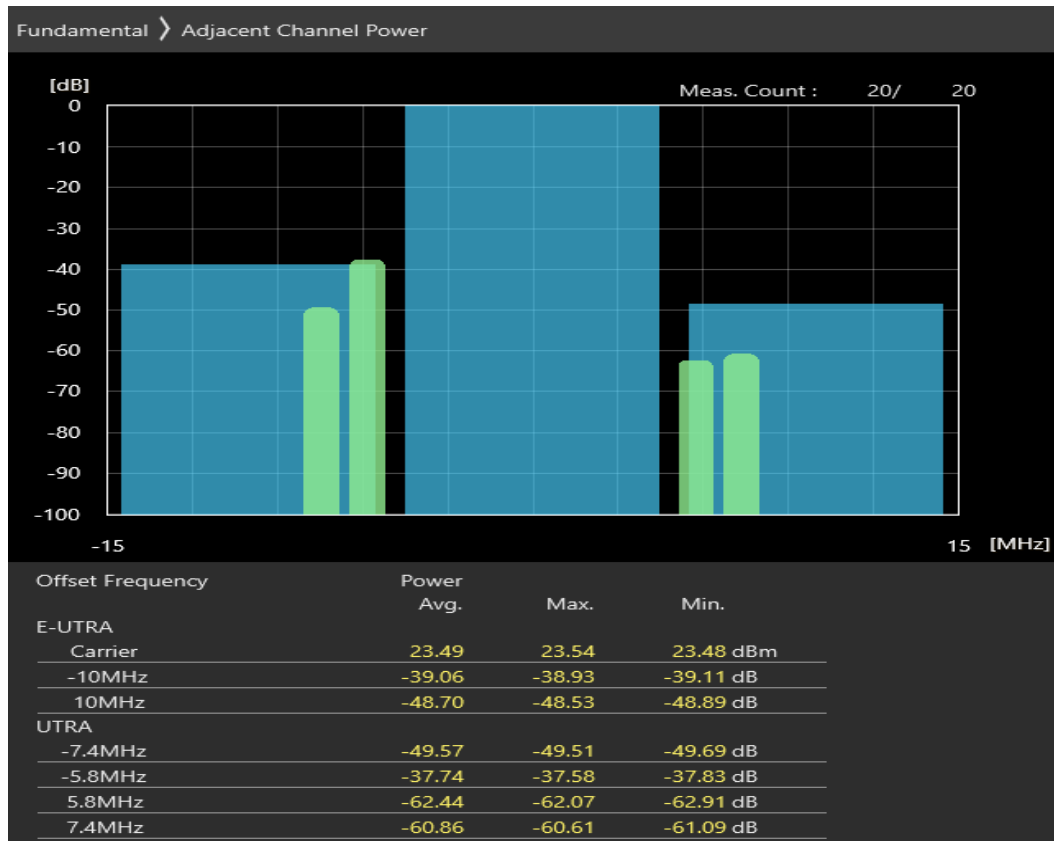 Fundamental 〉 Adjacent Channel Power
[dB]
Meas. Count : 20/ 20
0
-10
-20
-30
-40
-50
-60
-70
-80
-90
-100
-15 15 [MHz]
Offset Frequency Power
Avg. Max. Min.
E-UTRA
Carrier 23.49 23.54 23.48 dBm
-10MHz -39.06 -38.93 -39.11 dB
10MHz -48.70 -48.53 -48.89 dB
UTRA
-7.4MHz -49.57 -49.51 -49.69 dB
-5.8MHz -37.74 -37.58 -37.83 dB
5.8MHz -62.44 -62.07 -62.91 dB
7.4MHz -60.86 -60.61 -61.09 dB